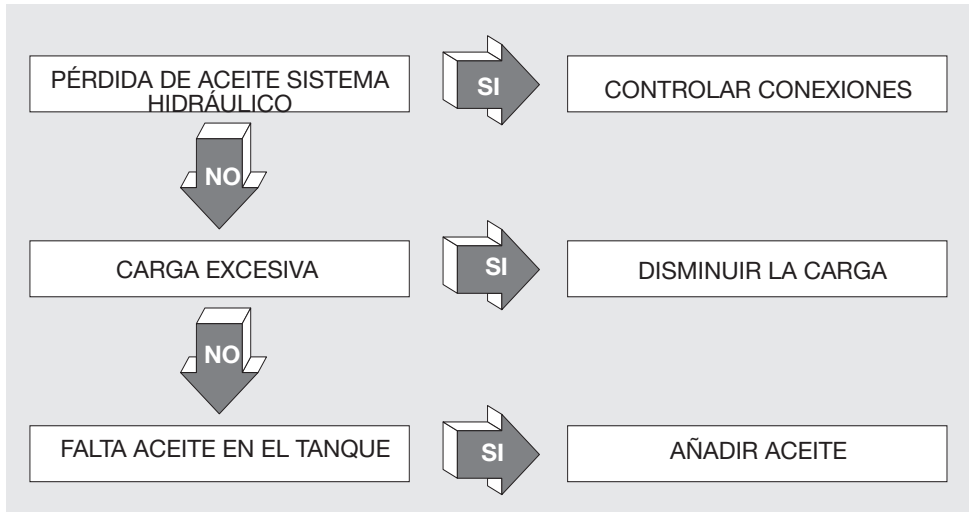 PÉRDIDA DE ACEITE SISTEMA
HIDRÁULICO
SI
CONTROLAR CONEXIONES
NO
CARGA EXCESIVA
SI
DISMINUIR LA CARGA
NO
FALTA ACEITE EN EL TANQUE
SI
AÑADIR ACEITE